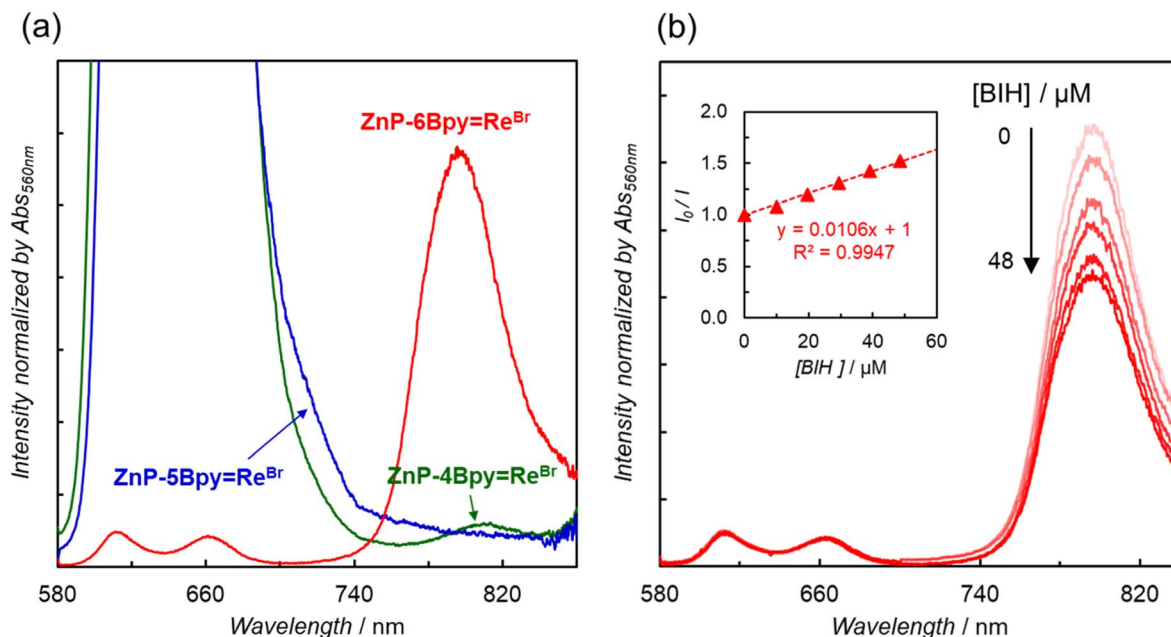 (a)
Intensity normalized by Abs560nm
ZnP-6Bpy=ReBr
ZnP-5Bpy=ReBr
ZnP-4Bpy=ReBr
580
660
740
820
Wavelength / nm
(b)
Intensity normalized by Abs560nm
[BIH] / μM
0
48
2.0
1.5
1.0
0.5
0.0
I0 / I
y = 0.0106x + 1
R² = 0.9947
0
20
40
60
[BIH ] / μM
580
660
740
820
Wavelength / nm